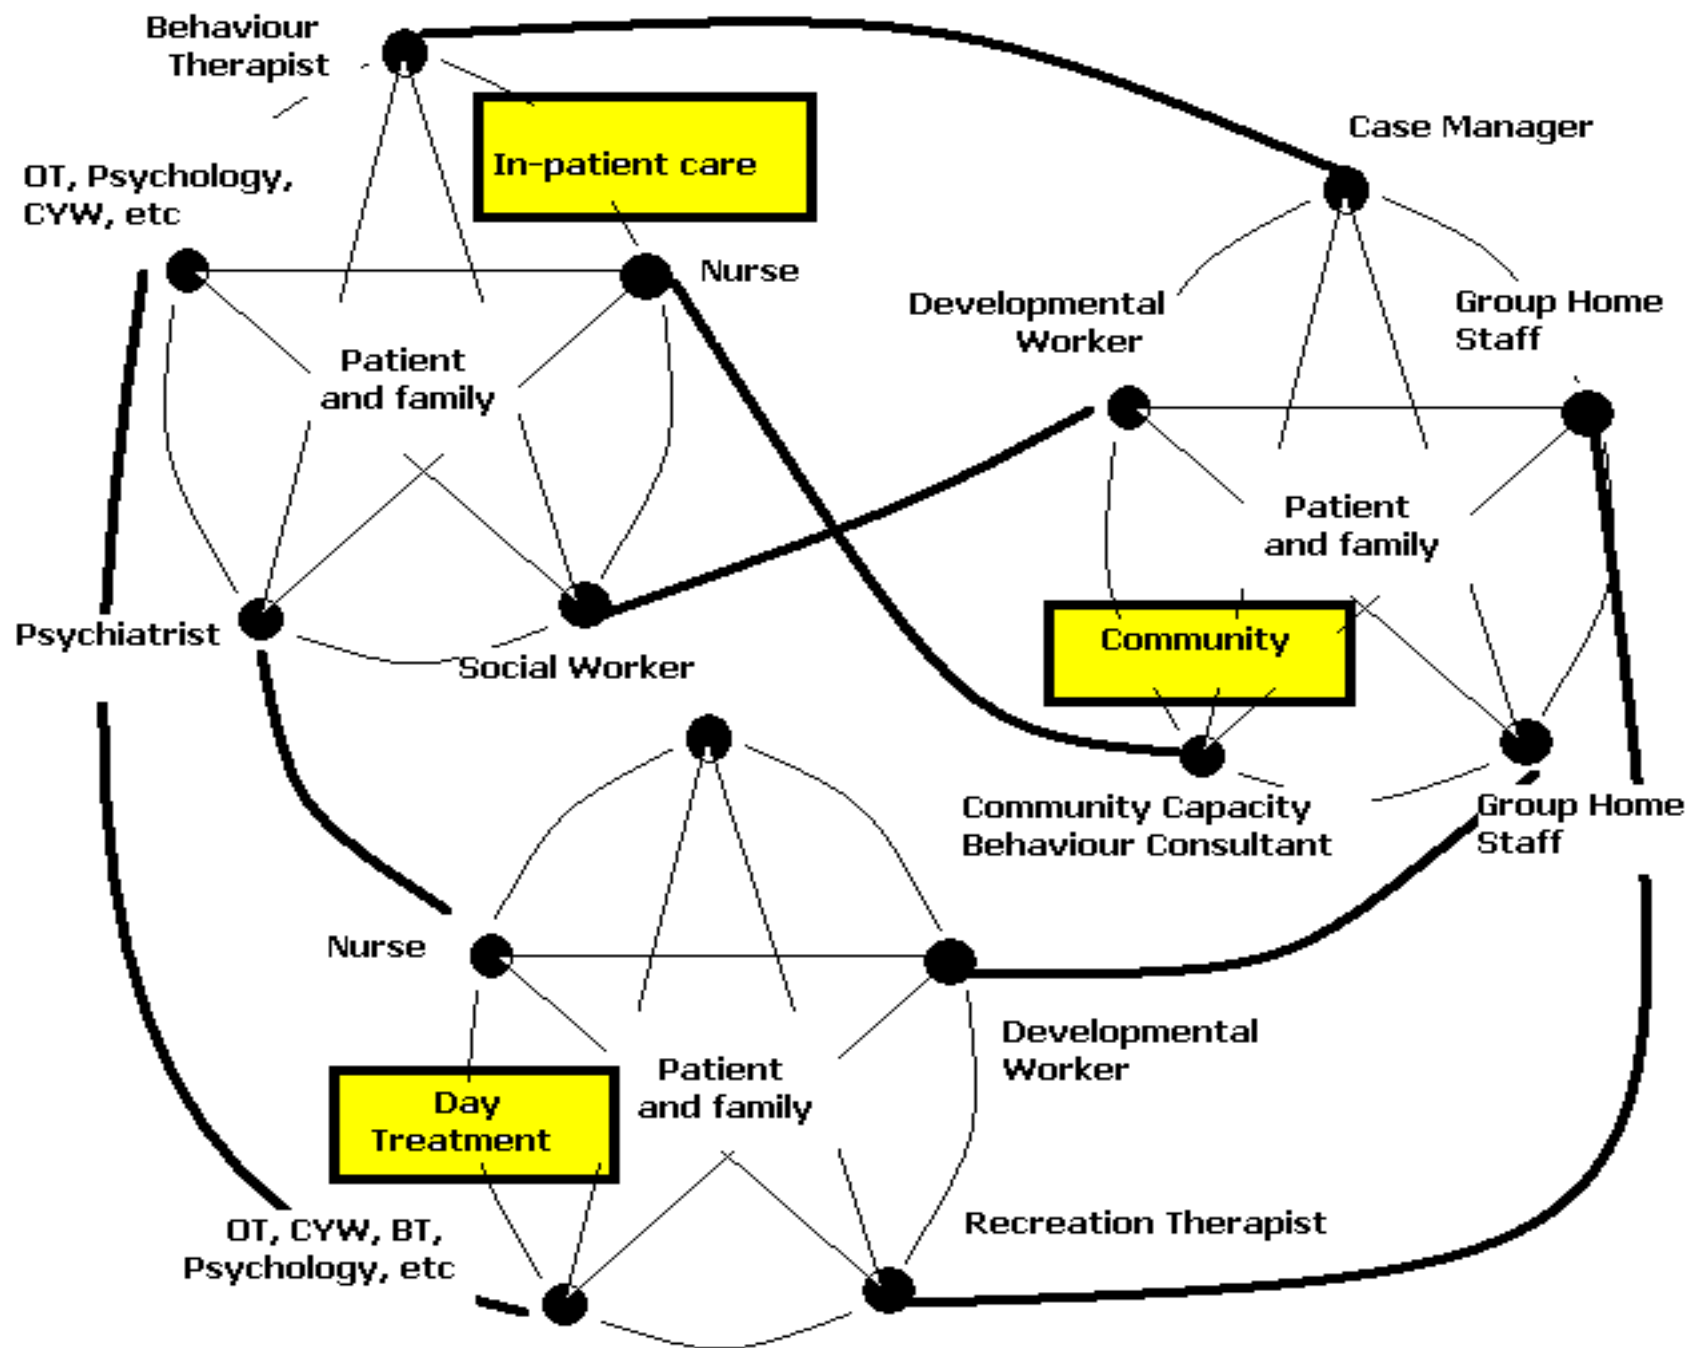 Behaviour
Therapist
In-patient care
Case Manager
OT, Psychology,
CYW, etc
Nurse
Developmental
Worker
Group Home
Staff
Patient
and family
Patient
and family
Psychiatrist
Social Worker
Community
Community Capacity
Behaviour Consultant
Group Home
Staff
Nurse
Developmental
Worker
Patient
and family
Day
Treatment
OT, CYW, BT,
Psychology, etc
Recreation Therapist